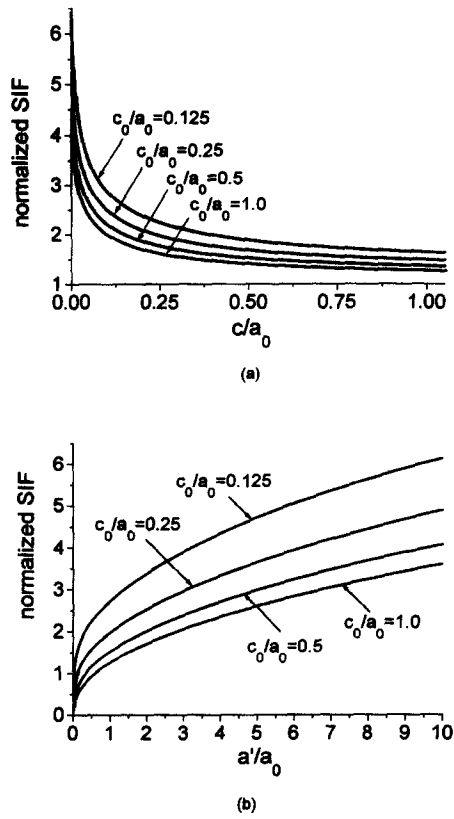 6
5
4
3
2
1
normalized SIF
c₀/a₀=0.125
c₀/a₀=0.25
c₀/a₀=0.5
c₀/a₀=1.0
0.00 0.25 0.50 0.75 1.00
c/a₀
(a)
6
5
4
3
2
1
0
normalized SIF
c₀/a₀=0.125
c₀/a₀=0.25
c₀/a₀=1.0
c₀/a₀=0.5
0 1 2 3 4 5 6 7 8 9 10
a'/a₀
(b)